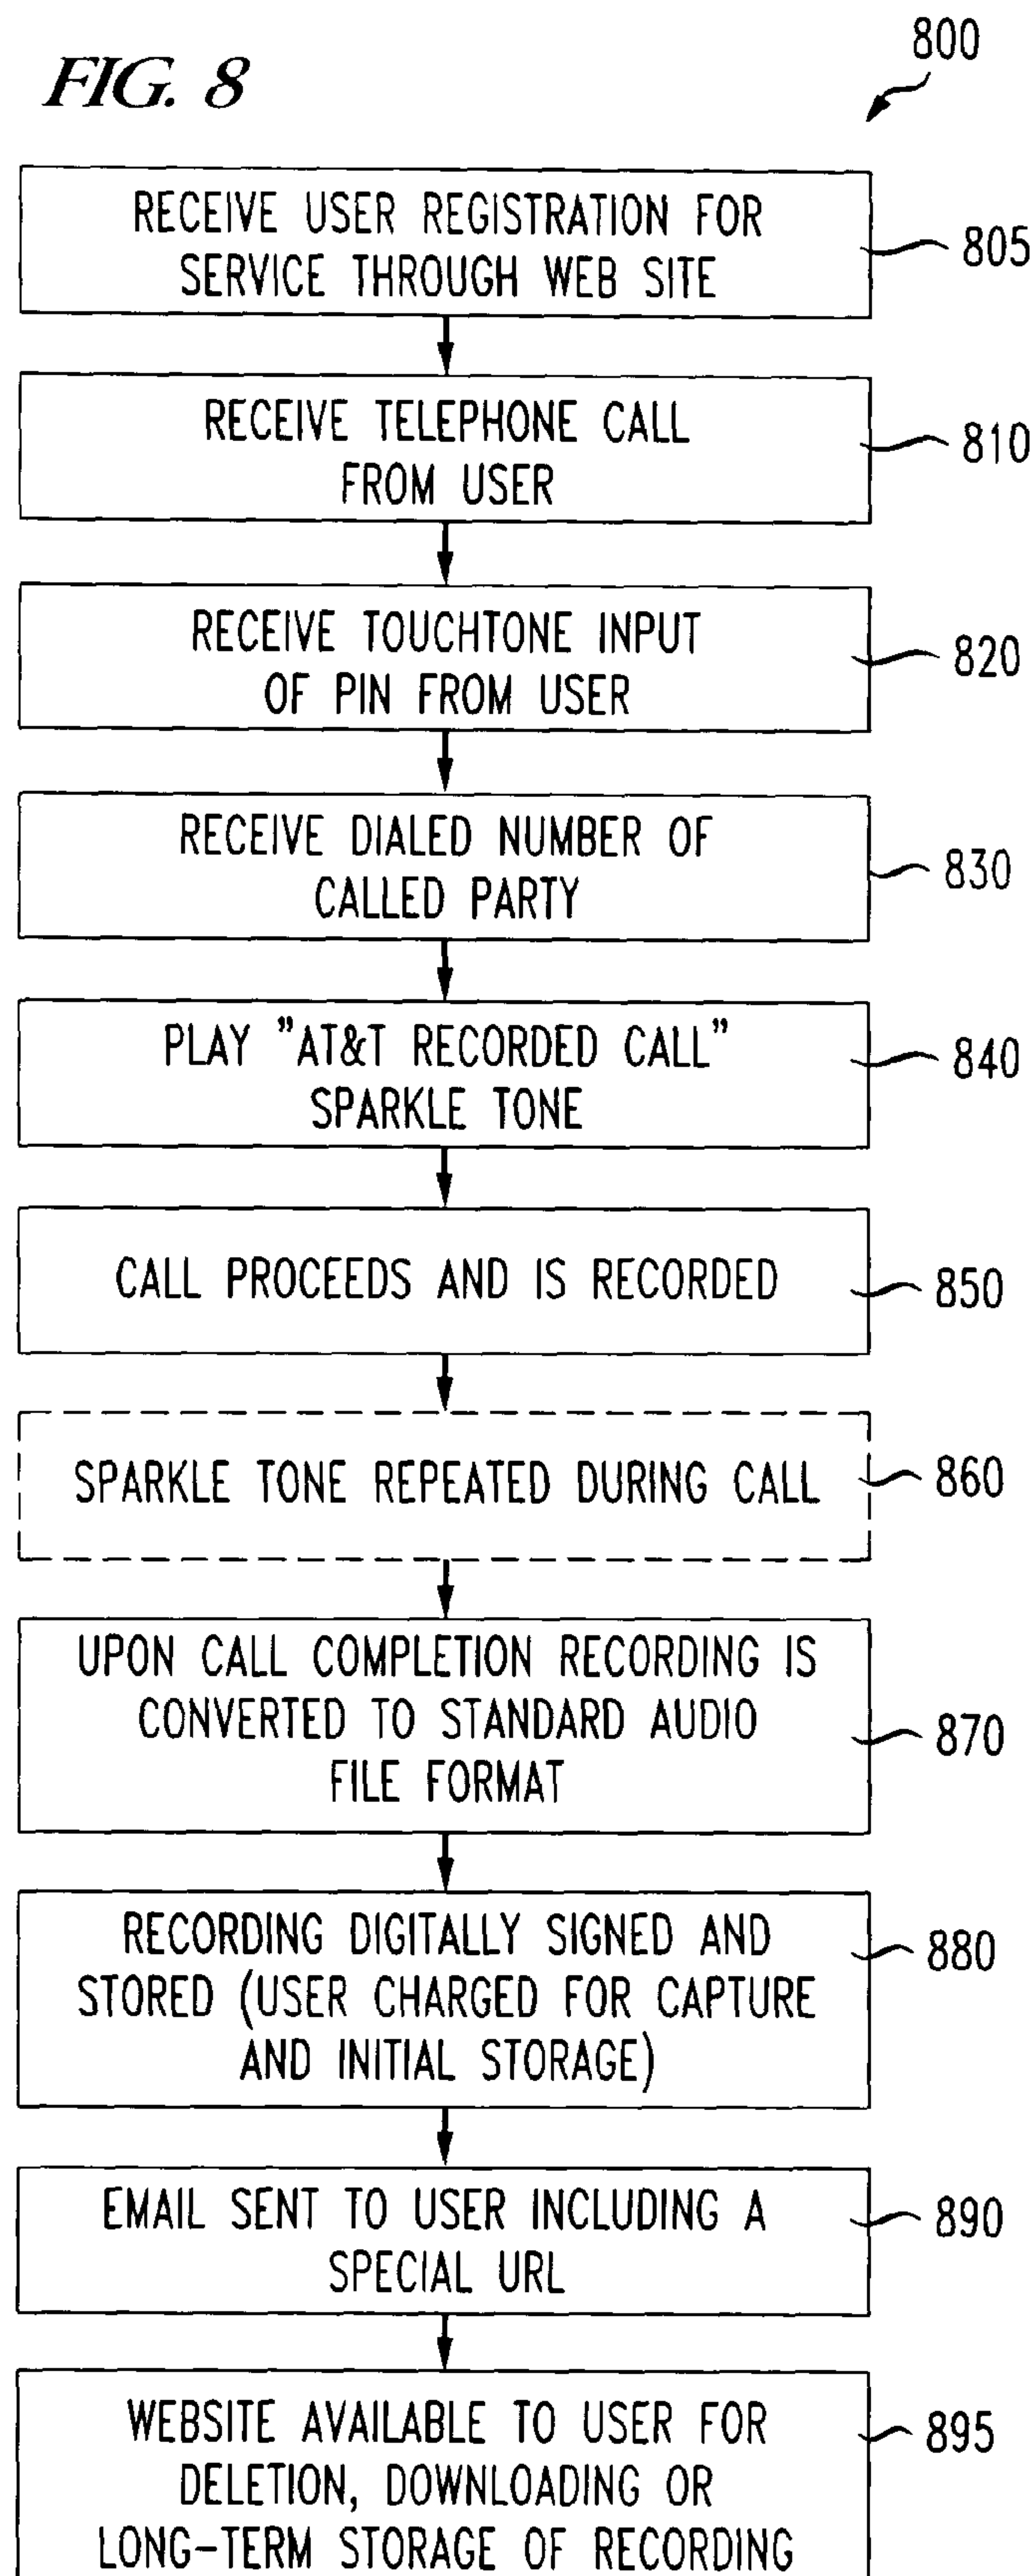 FIG. 8
800
RECEIVE USER REGISTRATION FOR
SERVICE THROUGH WEB SITE
805
RECEIVE TELEPHONE CALL
FROM USER
810
RECEIVE TOUCHTONE INPUT
OF PIN FROM USER
820
RECEIVE DIALED NUMBER OF
CALLED PARTY
830
PLAY "AT&T RECORDED CALL"
SPARKLE TONE
840
CALL PROCEEDS AND IS RECORDED
850
SPARKLE TONE REPEATED DURING CALL
860
UPON CALL COMPLETION RECORDING IS
CONVERTED TO STANDARD AUDIO
FILE FORMAT
870
RECORDING DIGITALLY SIGNED AND
STORED (USER CHARGED FOR CAPTURE
AND INITIAL STORAGE)
880
EMAIL SENT TO USER INCLUDING A
SPECIAL URL
890
WEBSITE AVAILABLE TO USER FOR
DELETION, DOWNLOADING OR
LONG-TERM STORAGE OF RECORDING
895